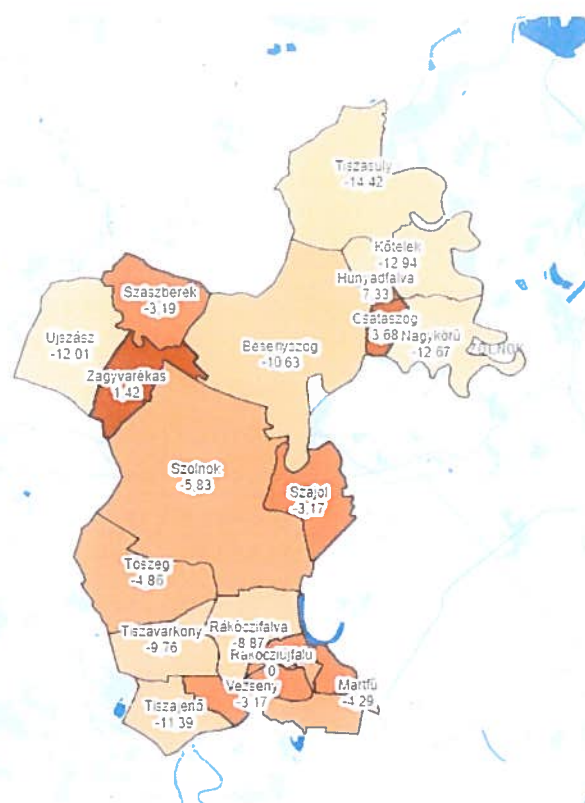 Tiszasüly
-14.42
Kőtelek
-12.94
Hunyadfalva
7.33
Szászberek
-3.19
Csataszög
3.68
Nagykörű
-12.67
Újszász
-12.01
Besenyszög
-10.63
Zagyvarékas
1.42
Szolnok
-5.83
Szajol
-3.17
Tószeg
-4.86
Tiszavárkony
-9.76
Rákóczifalva
-8.87
Rákócziújfalu
0
Vezseny
-3.17
Martfű
-4.29
Tiszajenő
-11.39